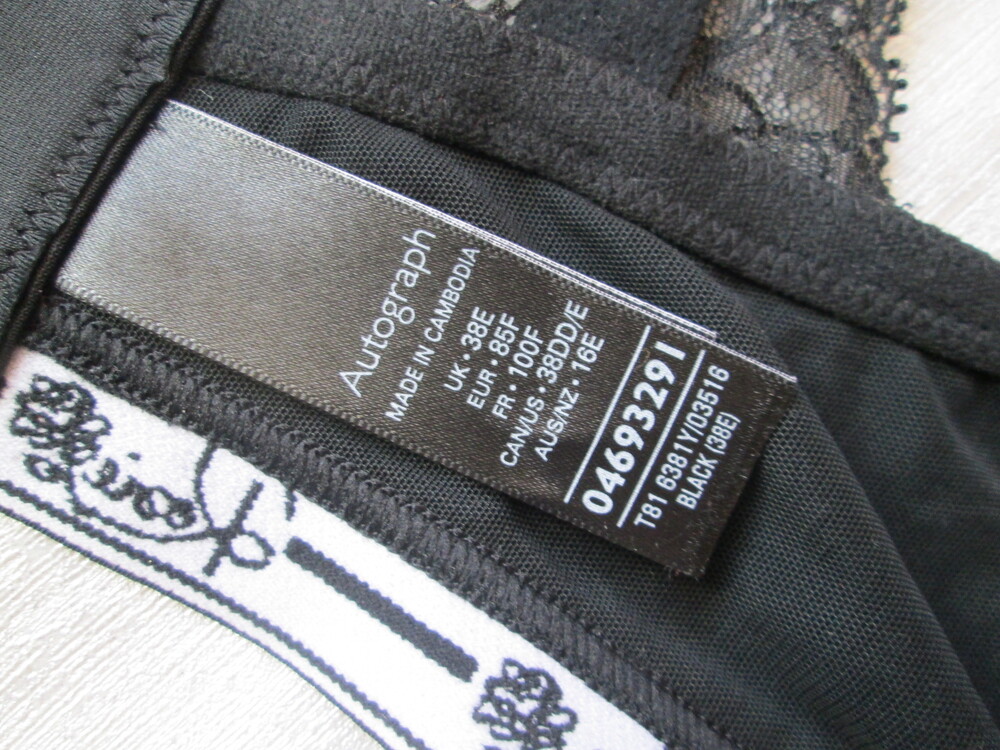 Autograph
MADE IN CAMBODIA
UK • 38E
EUR • 85F
FR • 100F
CAN/US • 38DD/E
AUS/NZ • 16E
04693291
T81 6381Y/03516
BLACK (38E)
Rosie